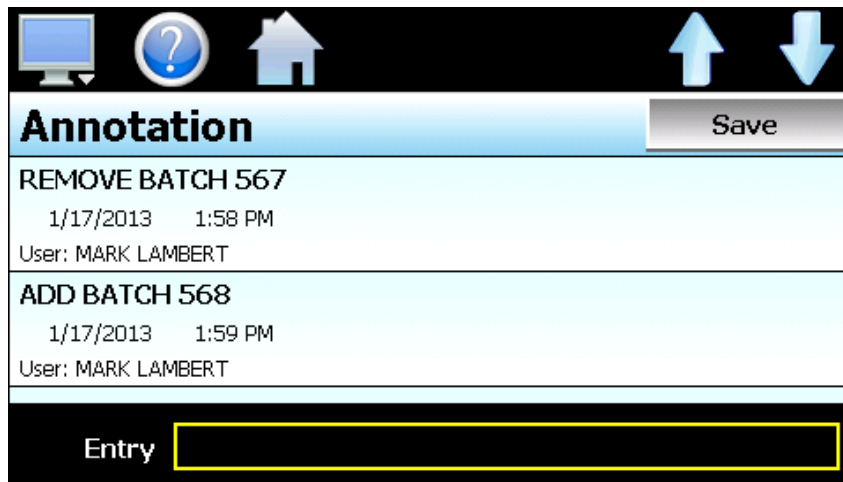 ?
Annotation
Save
REMOVE BATCH 567
1/17/2013 1:58 PM
User: MARK LAMBERT
ADD BATCH 568
1/17/2013 1:59 PM
User: MARK LAMBERT
Entry